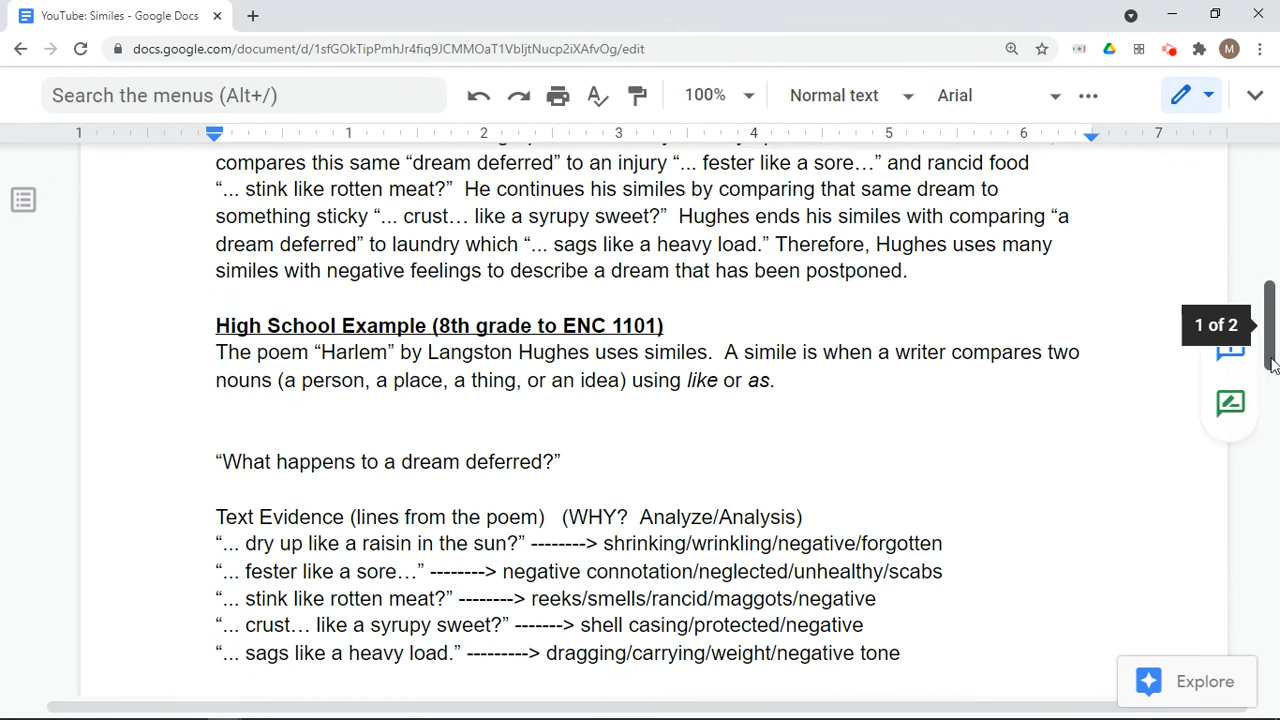 YouTube: Similes - Google Docs
docs.google.com/document/d/1sfGOkTipPmhJr4fiq9JCMMOaT1VbljtNucp2iXAfvOg/edit
M
Search the menus (Alt+/)
100%
Normal text
Arial
1 1 2 3 4 5 6 7
compares this same “dream deferred” to an injury “... fester like a sore…” and rancid food
“... stink like rotten meat?”  He continues his similes by comparing that same dream to
something sticky “... crust… like a syrupy sweet?”  Hughes ends his similes with comparing “a
dream deferred” to laundry which “... sags like a heavy load.” Therefore, Hughes uses many
similes with negative feelings to describe a dream that has been postponed.
High School Example (8th grade to ENC 1101)
1 of 2
The poem “Harlem” by Langston Hughes uses similes.  A simile is when a writer compares two
nouns (a person, a place, a thing, or an idea) using like or as.
“What happens to a dream deferred?”
Text Evidence (lines from the poem)   (WHY?  Analyze/Analysis)
“... dry up like a raisin in the sun?” --------> shrinking/wrinkling/negative/forgotten
“... fester like a sore…” --------> negative connotation/neglected/unhealthy/scabs
“... stink like rotten meat?” --------> reeks/smells/rancid/maggots/negative
“... crust… like a syrupy sweet?” -------> shell casing/protected/negative
“... sags like a heavy load.” ---------> dragging/carrying/weight/negative tone
Explore